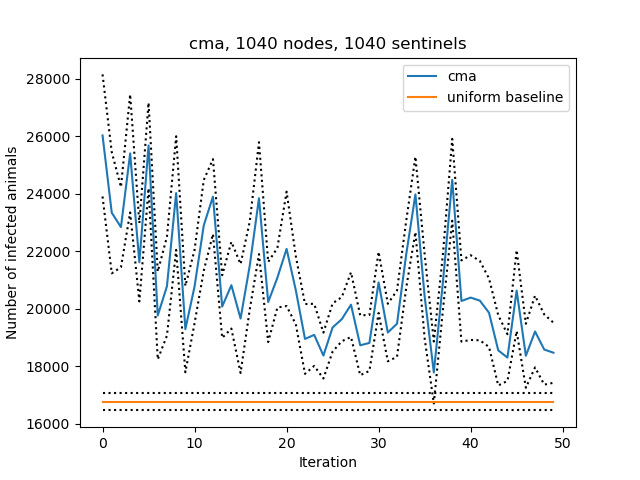 cma, 1040 nodes, 1040 sentinels
cma
uniform baseline
Number of infected animals
28000
26000
24000
22000
20000
18000
16000
0 10 20 30 40 50
Iteration